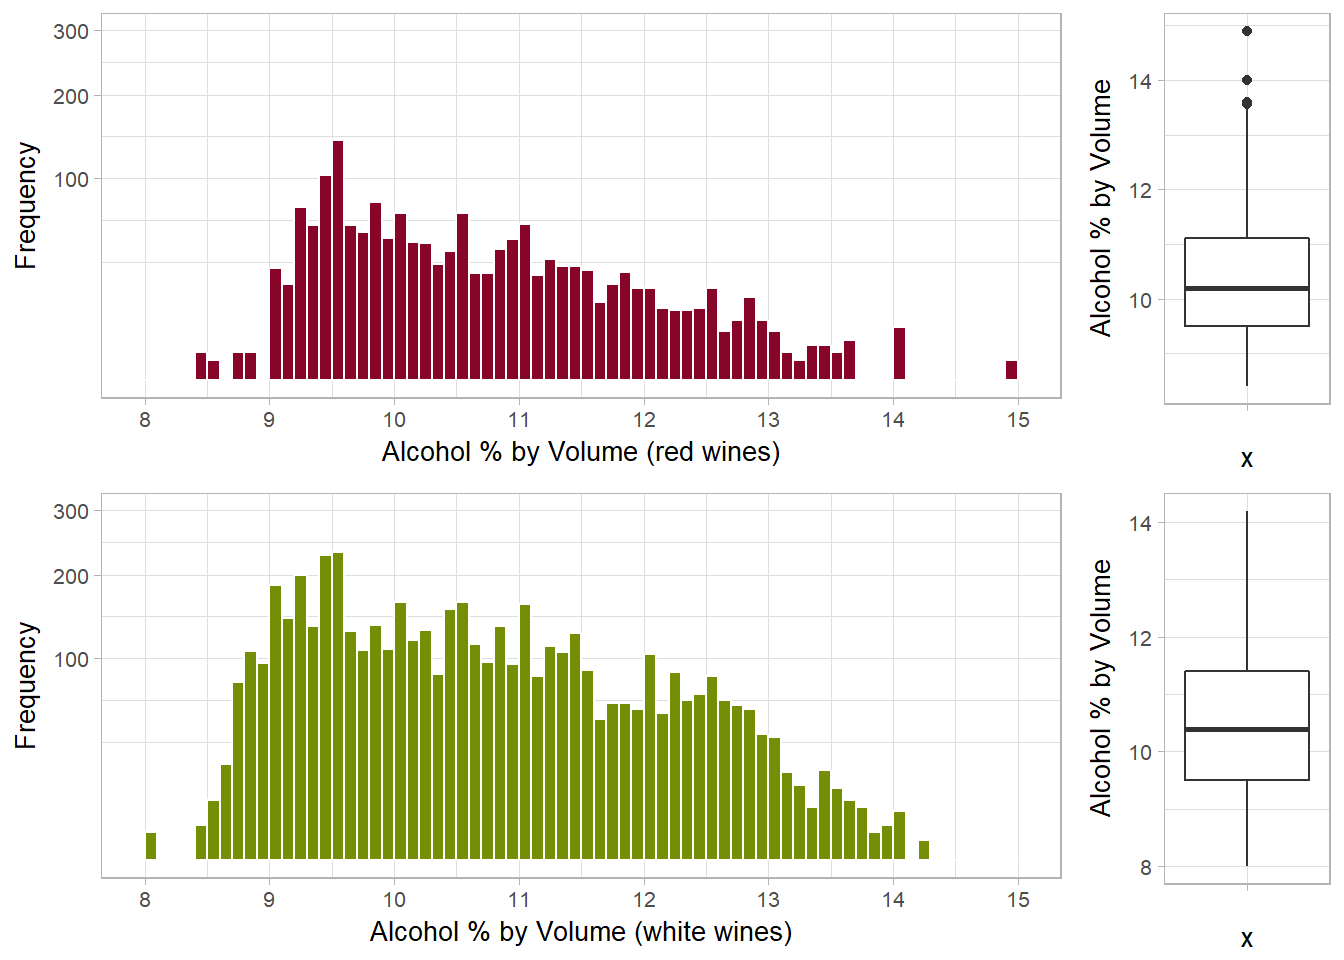 300
200
100
Frequency
8 9 10 11 12 13 14 15
Alcohol % by Volume (red wines)
14
12
10
Alcohol % by Volume
x
300
200
100
Frequency
8 9 10 11 12 13 14 15
Alcohol % by Volume (white wines)
14
12
10
8
Alcohol % by Volume
x